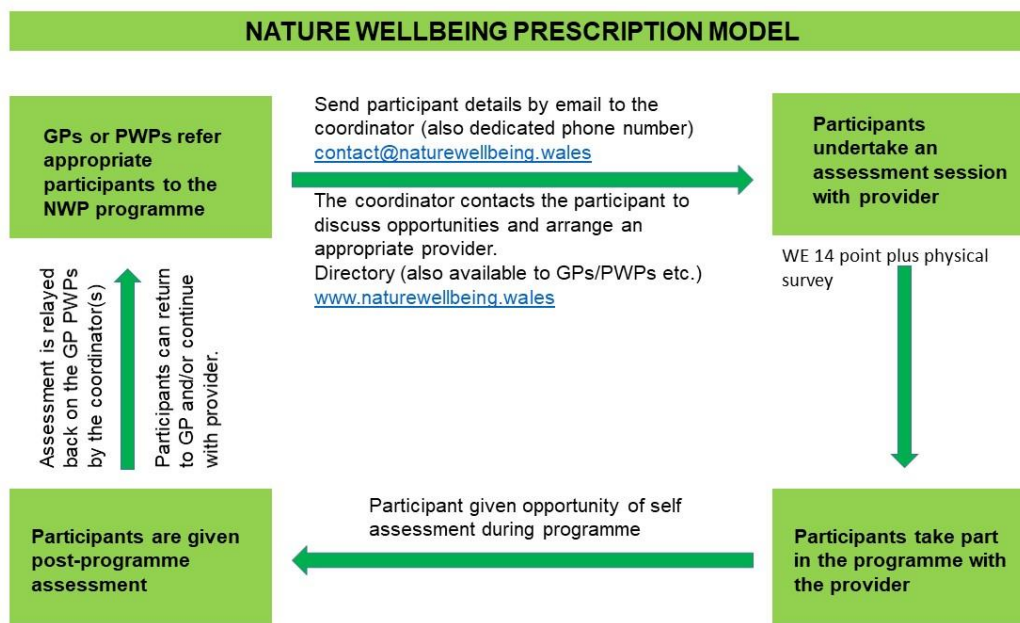 NATURE WELLBEING PRESCRIPTION MODEL
GPs or PWPs refer
appropriate
participants to the
NWP programme
Send participant details by email to the
coordinator (also dedicated phone number)
contact@naturewellbeing.wales
The coordinator contacts the participant to
discuss opportunities and arrange an
appropriate provider.
Directory (also available to GPs/PWPs etc.)
www.naturewellbeing.wales
Participants
undertake an
assessment session
with provider
WE 14 point plus physical
survey
Participants take part
in the programme with
the provider
Participant given opportunity of self
assessment during programme
Participants are given
post-programme
assessment
Assessment is relayed
back on the GP PWPs
by the coordinator(s)
Participants can return
to GP and/or continue
with provider.